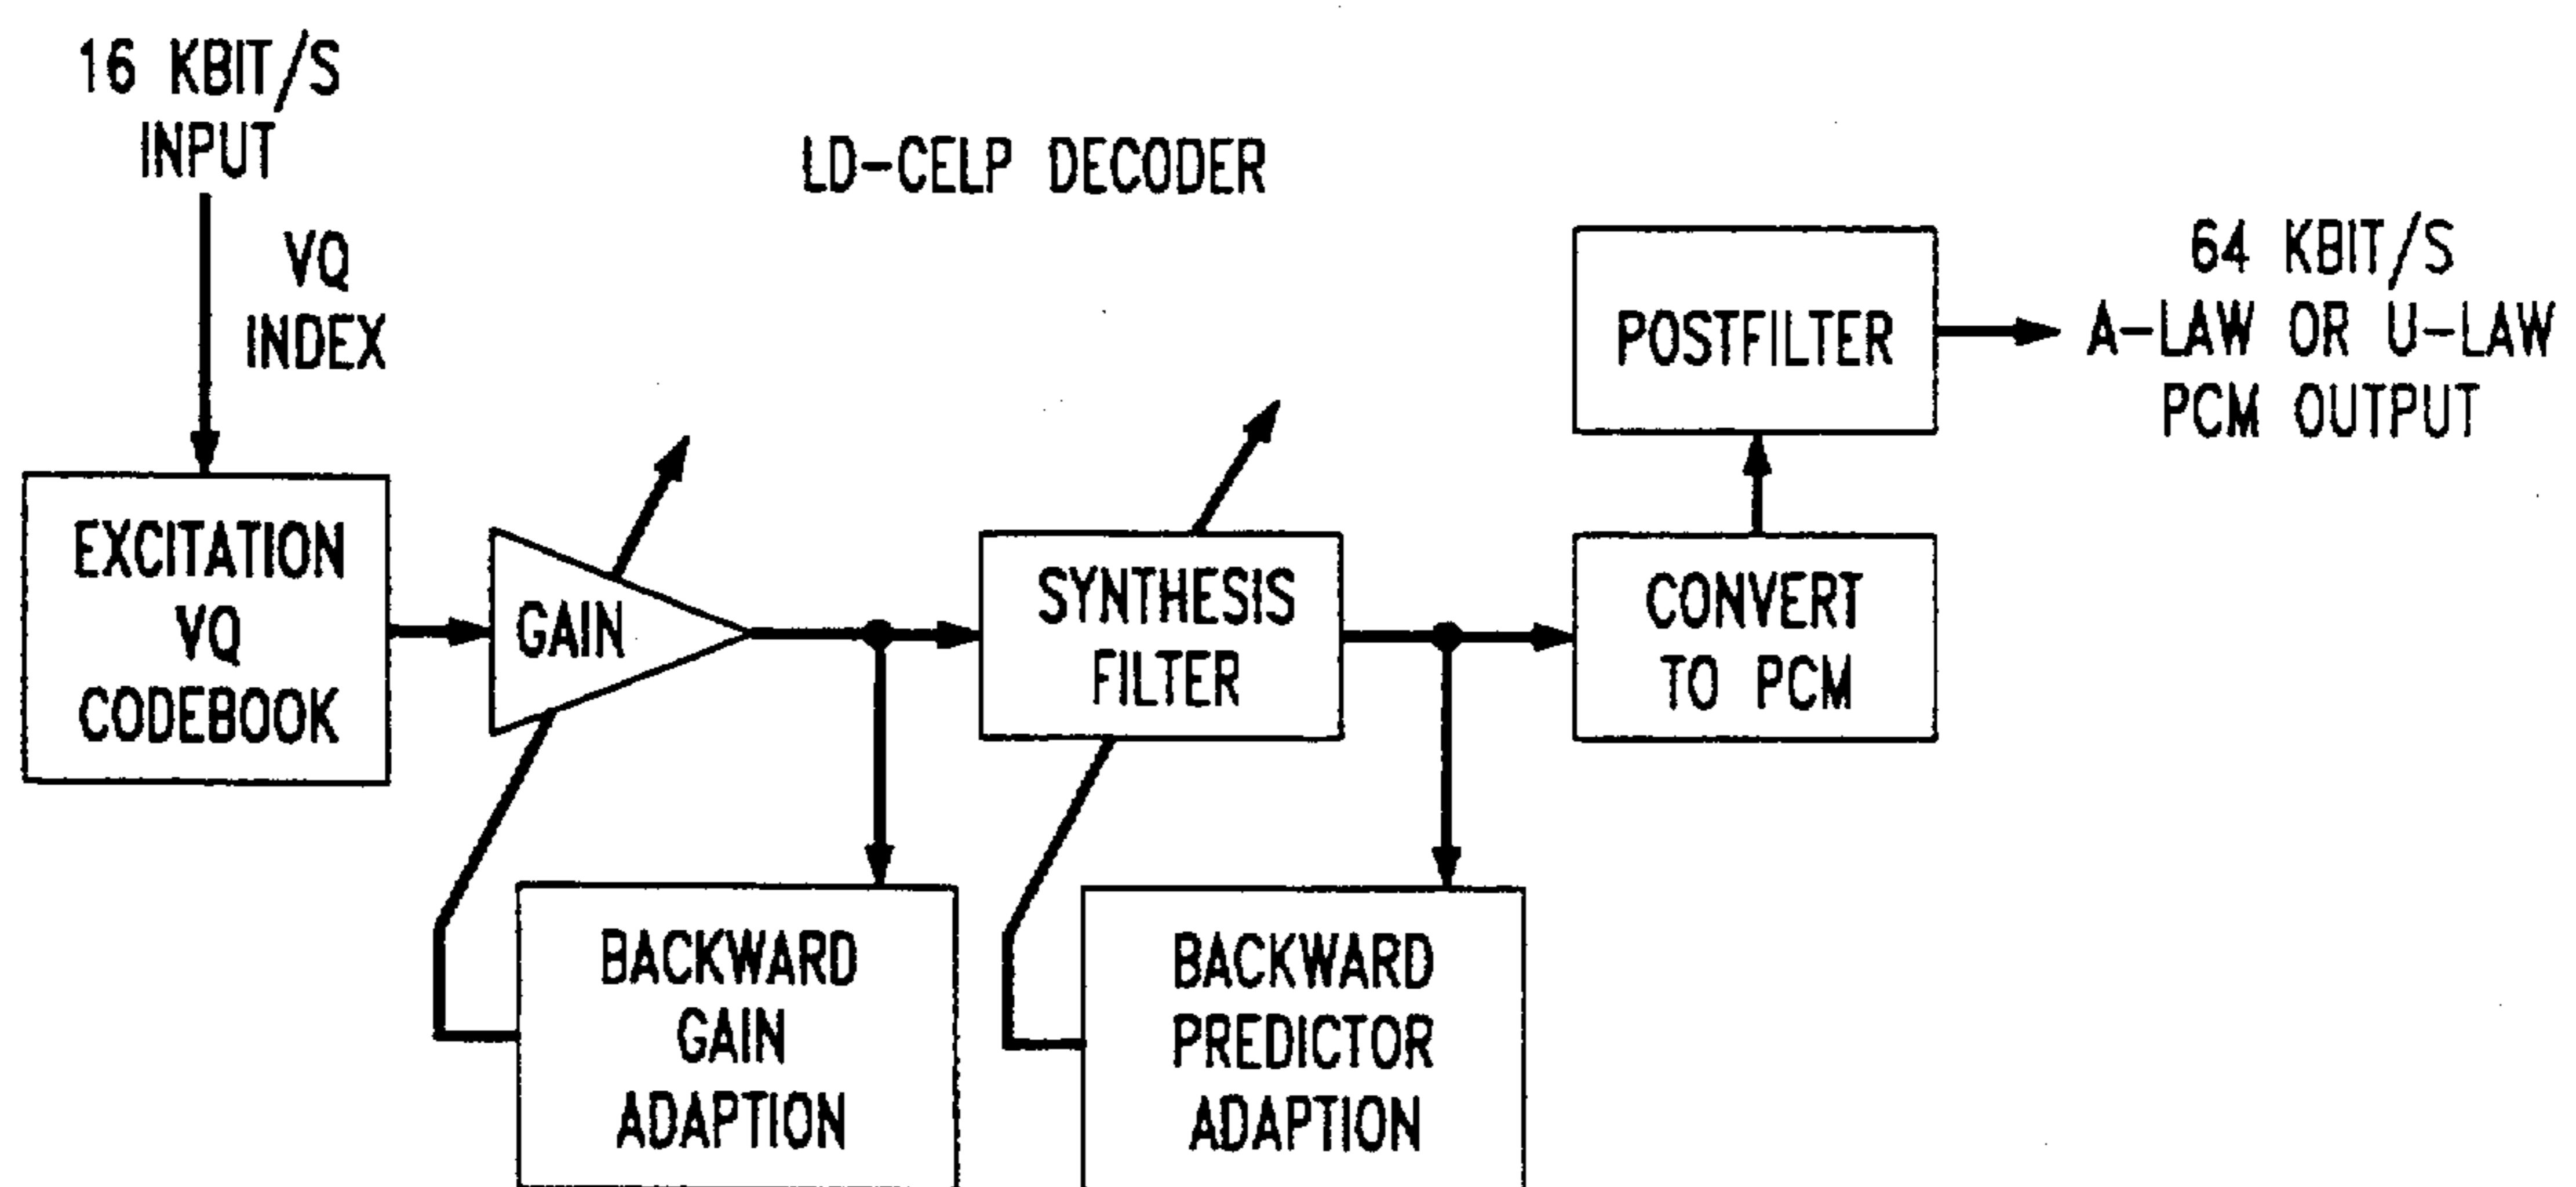 16 KBIT/S
INPUT
VQ
INDEX
LD-CELP DECODER
EXCITATION
VQ
CODEBOOK
GAIN
SYNTHESIS
FILTER
POSTFILTER
64 KBIT/S
A-LAW OR U-LAW
PCM OUTPUT
CONVERT
TO PCM
BACKWARD
GAIN
ADAPTION
BACKWARD
PREDICTOR
ADAPTION